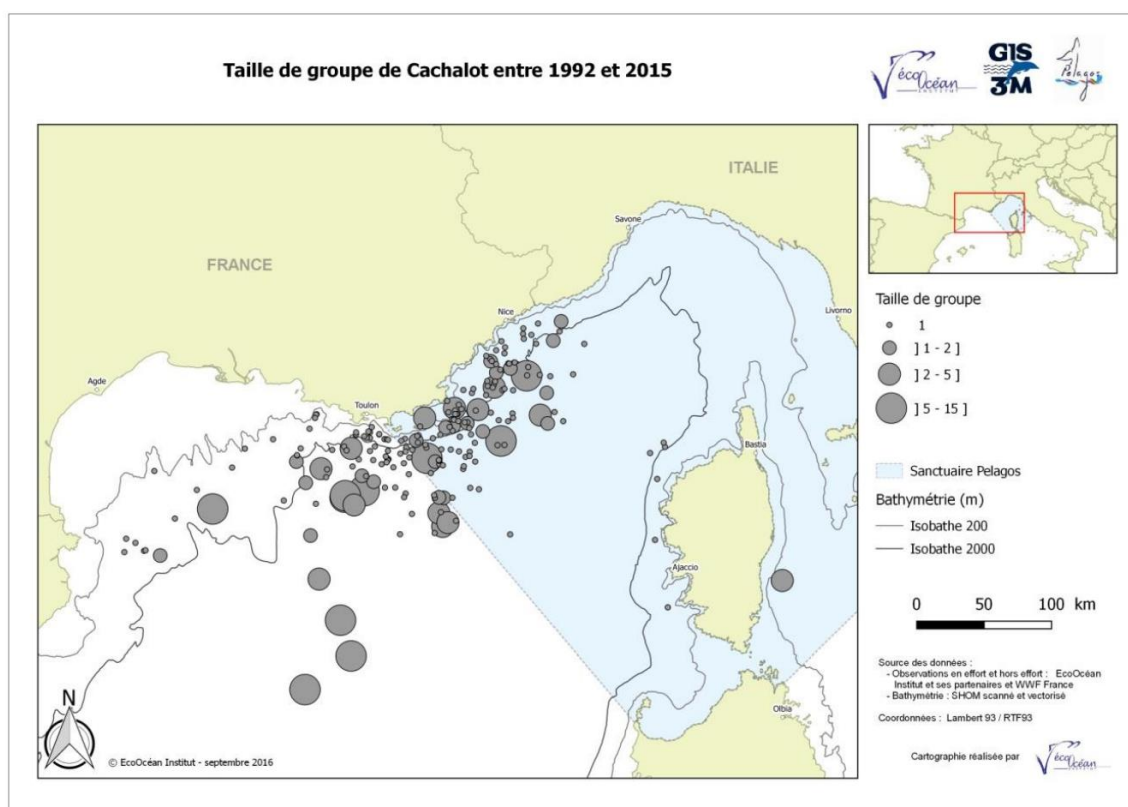 Taille de groupe de Cachalot entre 1992 et 2015
écoOcéan
INSTITUT
GIS
3M
Pelagos
FRANCE
ITALIE
Savone
Nice
Livorno
Agde
Toulon
Bastia
Ajaccio
Olbia
N
© EcoOcéan Institut - septembre 2016
Taille de groupe
1
] 1 - 2 ]
] 2 - 5 ]
] 5 - 15 ]
Sanctuaire Pelagos
Bathymétrie (m)
Isobathe 200
Isobathe 2000
0 50 100 km
Source des données :
- Observations en effort et hors effort : EcoOcéan
Institut et ses partenaires et WWF France
- Bathymétrie : SHOM scanné et vectorisé
Coordonnées : Lambert 93 / RTF93
Cartographie réalisée par
écoOcéan
INSTITUT